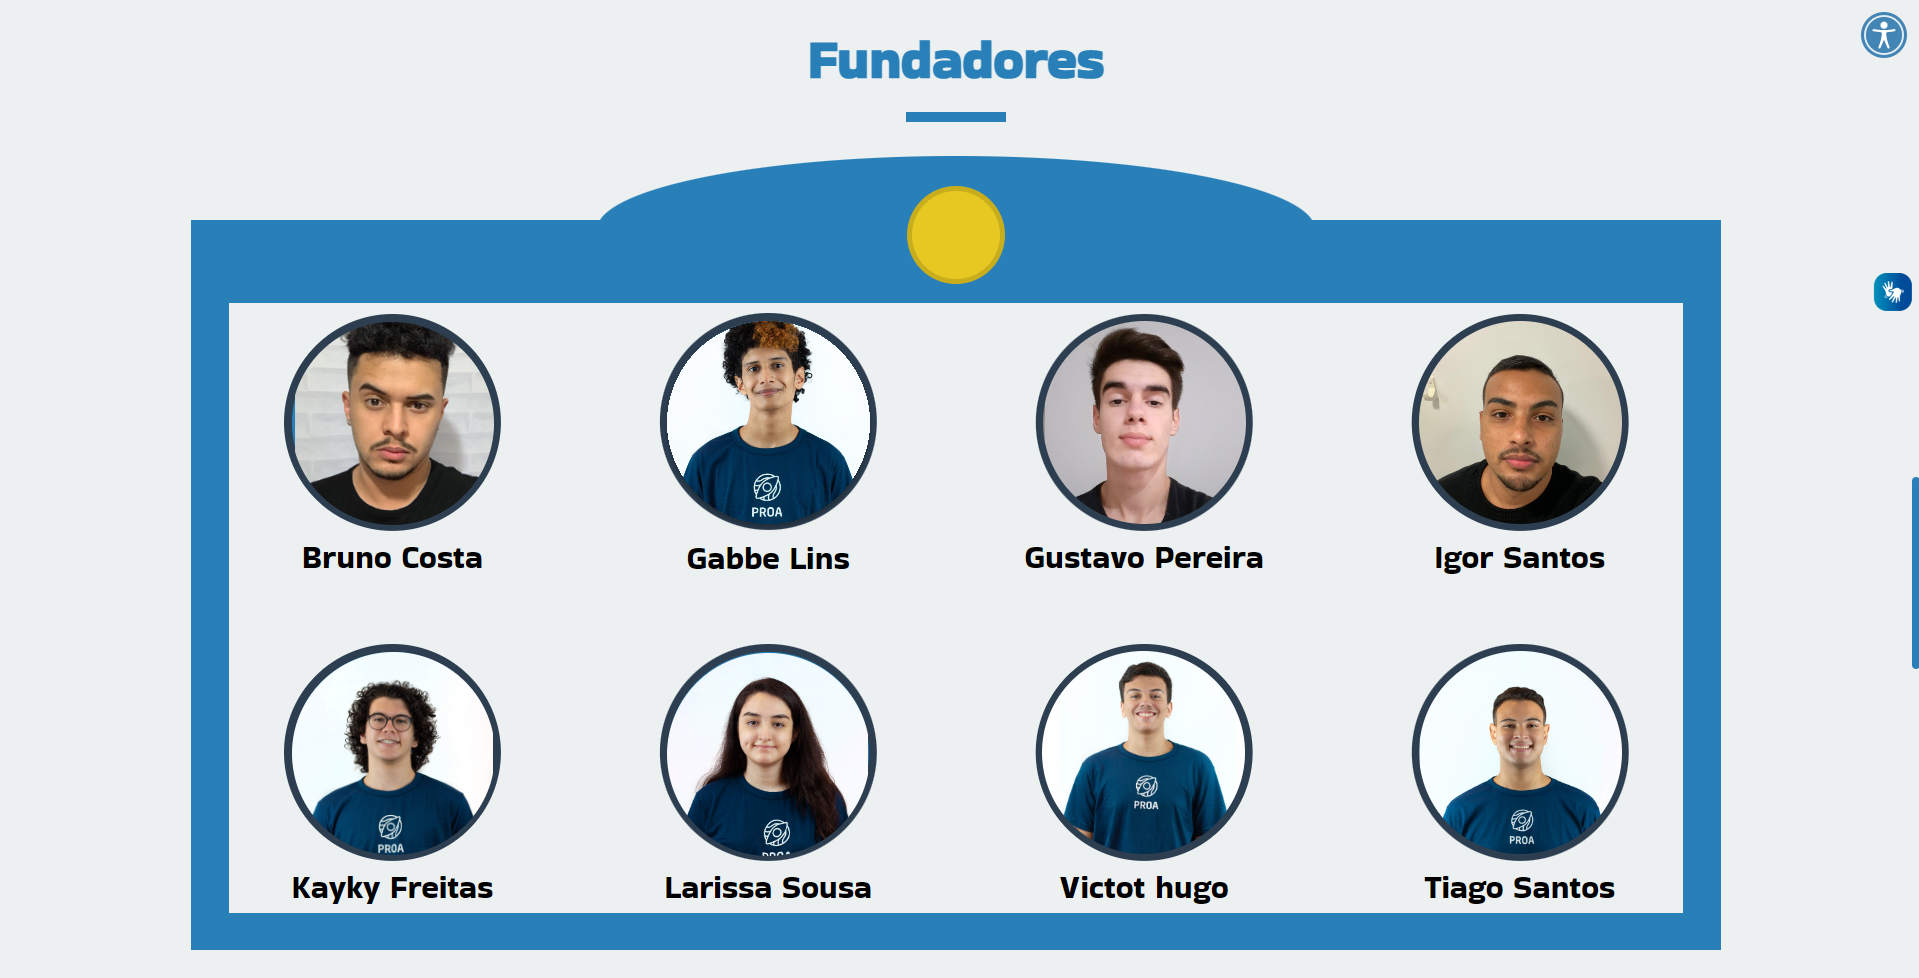 Fundadores
PROA
Bruno Costa
Gabbe Lins
Gustavo Pereira
Igor Santos
PROA
PROA
PROA
PROA
Kayky Freitas
Larissa Sousa
Victot hugo
Tiago Santos